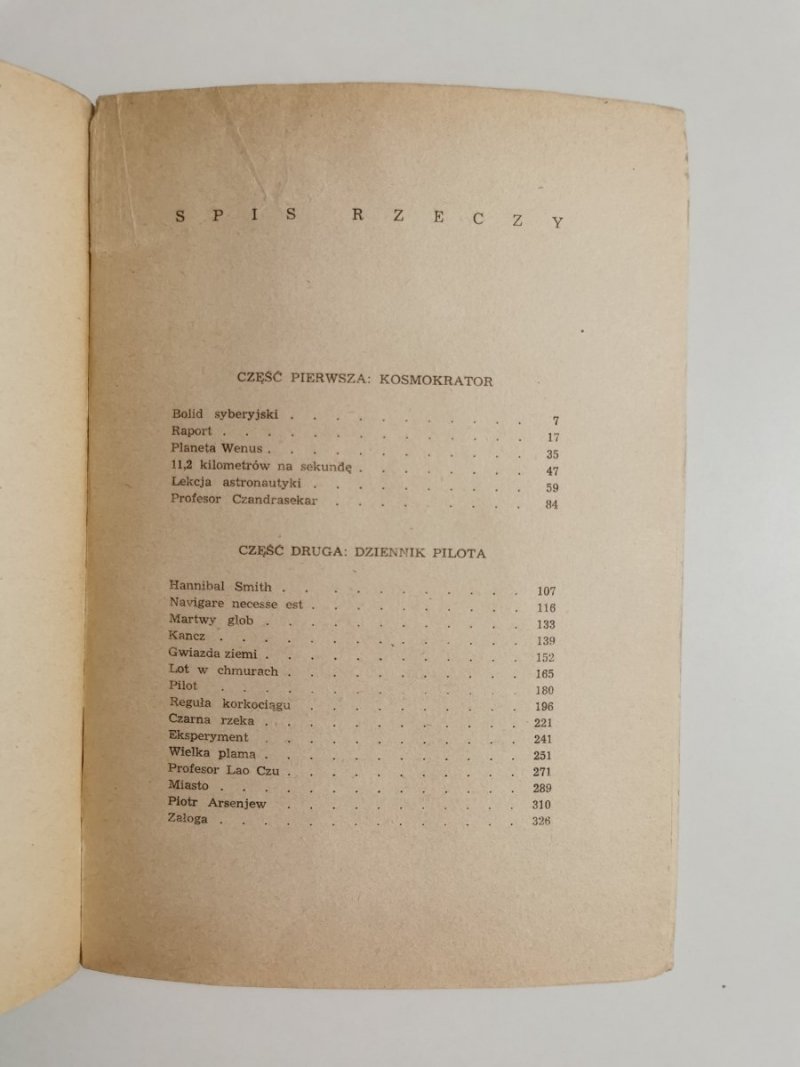 SPIS RZECZY
CZĘŚĆ PIERWSZA: KOSMOKRATOR
Bolid syberyjski . . . . . . . . . . . 7
Raport . . . . . . . . . . . . . . 17
Planeta Wenus . . . . . . . . . . . . 35
11,2 kilometrów na sekundę . . . . . . . . 47
Lekcja astronautyki . . . . . . . . . . 59
Profesor Czandrasekar . . . . . . . . . 84
CZĘŚĆ DRUGA: DZIENNIK PILOTA
Hannibal Smith . . . . . . . . . . . 107
Navigare necesse est . . . . . . . . . . 116
Martwy glob . . . . . . . . . . . . 133
Kancz . . . . . . . . . . . . . . 139
Gwiazda ziemi . . . . . . . . . . . . 152
Lot w chmurach . . . . . . . . . . . 165
Pilot . . . . . . . . . . . . . . 180
Reguła korkociągu . . . . . . . . . . 196
Czarna rzeka . . . . . . . . . . . . 221
Eksperyment . . . . . . . . . . . . 241
Wielka plama . . . . . . . . . . . . 251
Profesor Lao Czu . . . . . . . . . . . 271
Miasto . . . . . . . . . . . . . . 289
Piotr Arsenjew . . . . . . . . . . . 310
Załoga . . . . . . . . . . . . . . 326